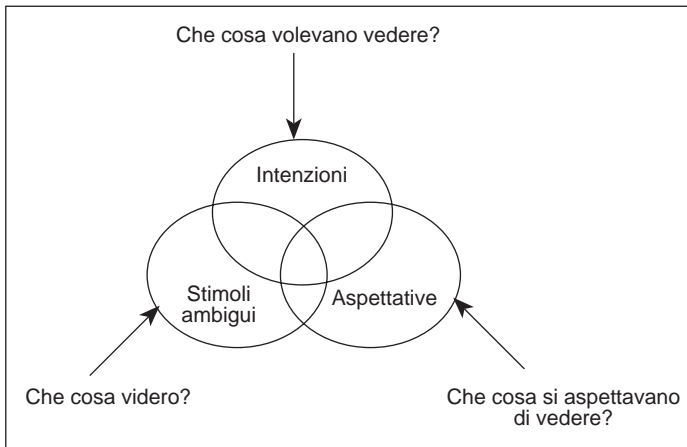 Che cosa volevano vedere?
Intenzioni
Stimoli
ambigui
Aspettative
Che cosa videro?
Che cosa si aspettavano
di vedere?